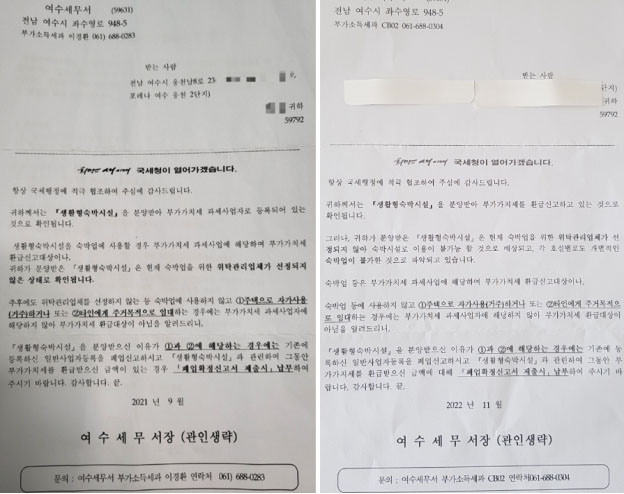 여수세무서 (59631)
전남 여수시 좌수영로 948-5
부가소득세과 이경환 061) 688-0283
받는 사람
전남 여수시 웅천남8로 23
포레나 여수 웅천 2단지)
귀하
59792
국세청이 열어가겠습니다.
항상 국세행정에 적극 협조하여 주심에 감사드립니다.
귀하께서는 『생활형숙박시설』을 분양받아 부가가치세 과세사업자로 등록되어 있는
것으로 확인됩니다.
생활형숙박시설을 숙박업에 사용할 경우 부가가치세 과세사업에 해당하여 부가가치세
환급신고대상이나,
귀하가 분양받은 「생활형숙박시설」은 현재 숙박업을 위한 위탁관리업체가 선정되지
않은 상태로 확인됩니다.
추후에도 위탁관리업체를 선정하지 않는 등 숙박업에 사용하지 않고 ①주택으로 자가사용
(거주)하거나 또는 ②타인에게 주거목적으로 임대하는 경우에는 부가가치세 과세사업자에
해당하지 않아 부가가치세 환급대상이 아님을 알려드리니,
『생활형숙박시설』을 분양받으신 이유가 ①과 ②에 해당하는 경우에는 기존에
등록하신 일반사업자등록을 폐업신고하시고 『생활형숙박시설』과 관련하여 그동안
부가가치세를 환급받으신 금액이 있는 경우 「폐업확정신고서 제출시」납부하여
주시기 바랍니다. 감사합니다. 끝.
2021 년 9 월
여 수 세 무 서 장 (관인생략)
문의 : 여수세무서 부가소득세과 이경환 연락처 061) 688-0283
전남 여수시 좌수영로 948-5
부가소득세과 CB02 061-688-0304
받는 사람
단지)
귀하
59792
국세청이 열어가겠습니다.
항상 국세행정에 적극 협조하여 주심에 감사드립니다.
귀하께서는 『생활형숙박시설』을 분양받아 부가가치세를 환급신고하고 있는 것으로
확인됩니다.
그러나, 귀하가 분양받은 「생활형숙박시설」은 현재 숙박업을 위한 위탁관리업체가 선정
되지 않아 숙박시설로 이용이 불가능 할 것으로 예상되고, 각 호실별로도 개별적인
숙박업이 불가한 것으로 파악되고 있습니다.
숙박업 등은 부가가치세 과세사업에 해당하여 부가가치세 환급신고대상이나,
숙박업 등에 사용하지 않고 ①주택으로 자가사용(거주)하거나 또는 ②타인에게 주거목적으
로 임대하는 경우에는 부가가치세 과세사업자에 해당하지 않아 부가가치세 환급대상이
아님을 알려드리니,
『생활형숙박시설』을 분양받으신 이유가 ①과 ②에 해당하는 경우에는 기존에 등
록하신 일반사업자등록을 폐업신고하시고 『생활형숙박시설』과 관련하여 그동안 부
가가치세를 환급받으신 금액에 대해 「폐업확정신고서 제출시」납부하여 주시기 바랍니
다. 감사합니다. 끝.
2022 년 11 월
여 수 세 무 서 장 (관인생략)
문의 : 여수세무서 부가소득세과 CB02 연락처061-688-0304